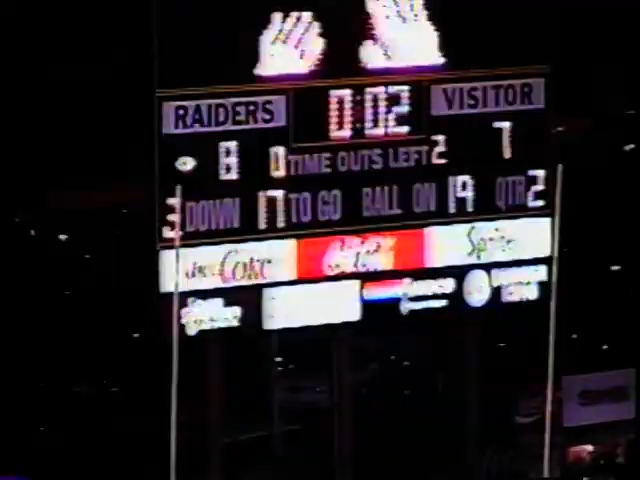 RAIDERS 0:02 VISITOR
8 0 TIME OUTS LEFT 2 7
3 DOWN 17 TO GO BALL ON 19 QTR 2
Coke Sprite